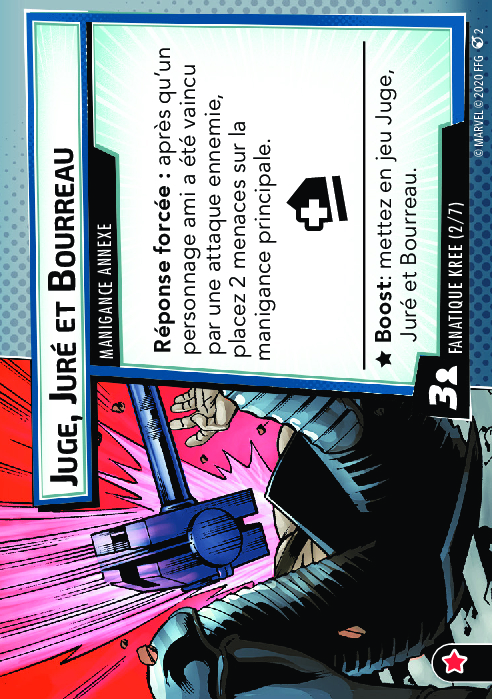 JUGE, JURÉ ET BOURREAU
MANIGANCE ANNEXE
Réponse forcée : après qu'un
personnage ami a été vaincu
par une attaque ennemie,
placez 2 menaces sur la
manigance principale.
★ Boost: mettez en jeu Juge,
Juré et Bourreau.
3
FANATIQUE KREE (2/7)
© MARVEL © 2020 FFG 2